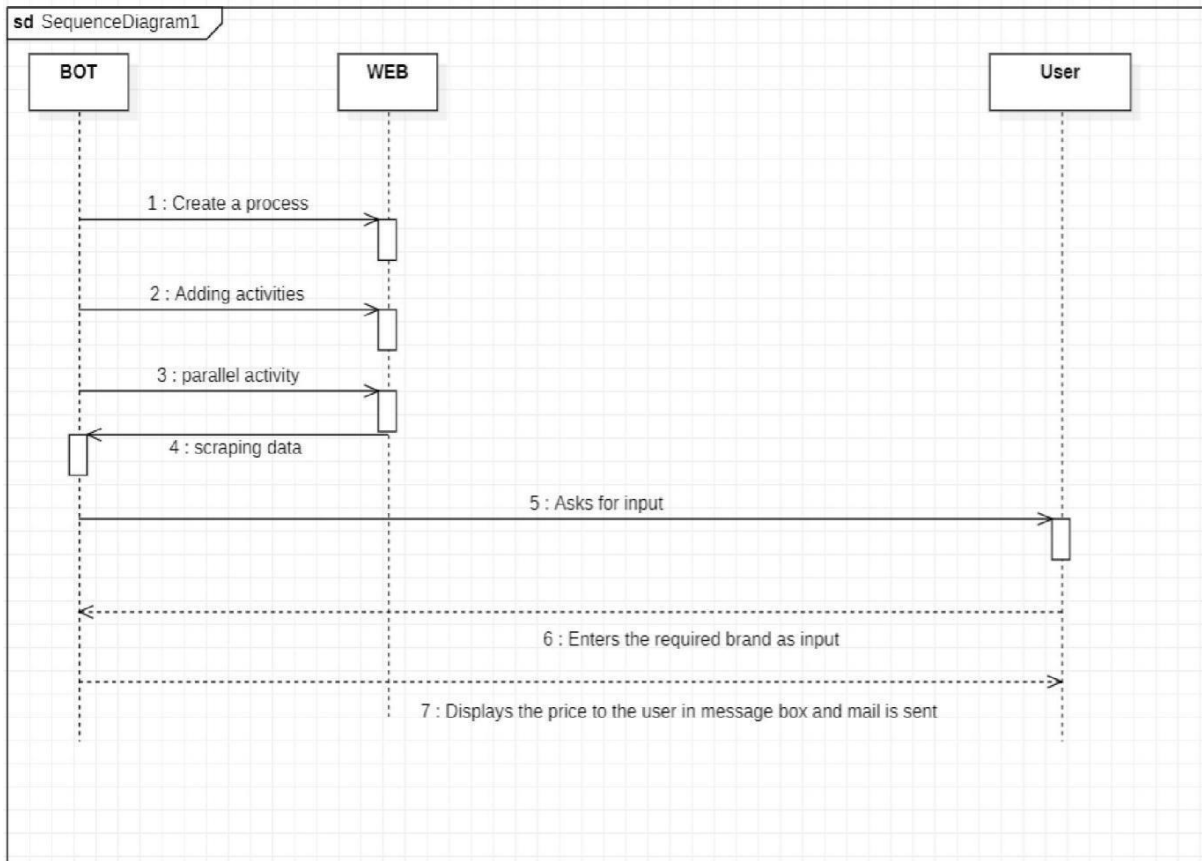 sd SequenceDiagram1
BOT
WEB
User
1 : Create a process
2 : Adding activities
3 : parallel activity
4 : scraping data
5 : Asks for input
6 : Enters the required brand as input
7 : Displays the price to the user in message box and mail is sent